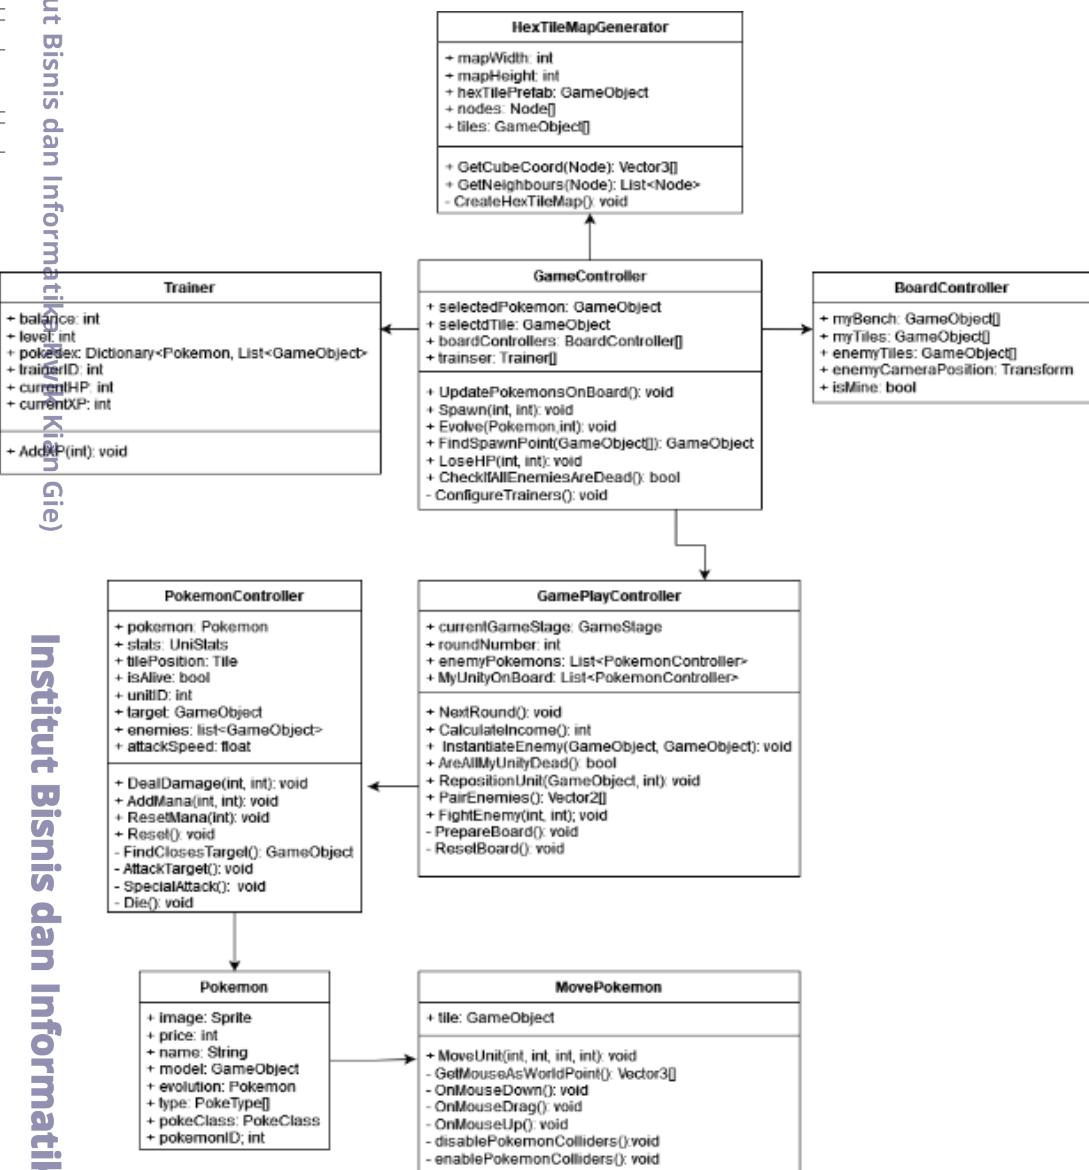 HexTileMapGenerator
+ mapWidth: int
+ mapHeight: int
+ hexTilePrefab: GameObject
+ nodes: Node[]
+ tiles: GameObject[]
+ GetCubeCoord(Node): Vector3[]
+ GetNeighbours(Node): List<Node>
- CreateHexTileMap(): void
Trainer
+ balance: int
+ level: int
+ pokedex: Dictionary<Pokemon, List<GameObject>
+ trainerID: int
+ currentHP: int
+ currentXP: int
+ AddXP(int): void
GameController
+ selectedPokemon: GameObject
+ selectdTile: GameObject
+ boardControllers: BoardController[]
+ trainser: Trainer[]
+ UpdatePokemonsOnBoard(): void
+ Spawn(int, int): void
+ Evolve(Pokemon,int): void
+ FindSpawnPoint(GameObject[]): GameObject
+ LoseHP(int, int): void
+ CheckIfAllEnemiesAreDead(): bool
- ConfigureTrainers(): void
BoardController
+ myBench: GameObject[]
+ myTiles: GameObject[]
+ enemyTiles: GameObject[]
+ enemyCameraPosition: Transform
+ isMine: bool
PokemonController
+ pokemon: Pokemon
+ stats: UniStats
+ tilePosition: Tile
+ isAlive: bool
+ unitID: int
+ target: GameObject
+ enemies: list<GameObject>
+ attackSpeed: float
+ DealDamage(int, int): void
+ AddMana(int, int): void
+ ResetMana(int): void
+ Reset(): void
- FindClosesTarget(): GameObject
- AttackTarget(): void
- SpecialAttack(): void
- Die(): void
GamePlayController
+ currentGameStage: GameStage
+ roundNumber: int
+ enemyPokemons: List<PokemonController>
+ MyUnityOnBoard: List<PokemonController>
+ NextRound(): void
+ CalculateIncome(): int
+ InstantiateEnemy(GameObject, GameObject): void
+ AreAllMyUnityDead(): bool
+ RepositionUnit(GameObject, int): void
+ PairEnemies(): Vector2[]
+ FightEnemy(int, int); void
- PrepareBoard(): void
- ResetBoard(): void
Pokemon
+ image: Sprite
+ price: int
+ name: String
+ model: GameObject
+ evolution: Pokemon
+ type: PokeType[]
+ pokeClass: PokeClass
+ pokemonID; int
MovePokemon
+ tile: GameObject
+ MoveUnit(int, int, int, int): void
- GetMouseAsWorldPoint(): Vector3[]
- OnMouseDown(): void
- OnMouseDrag(): void
- OnMouseUp(): void
- disablePokemonColliders():void
- enablePokemonColliders(): void
ut Bisnis dan Informatika Kwik Kian Gie)
Institut Bisnis dan Informatik